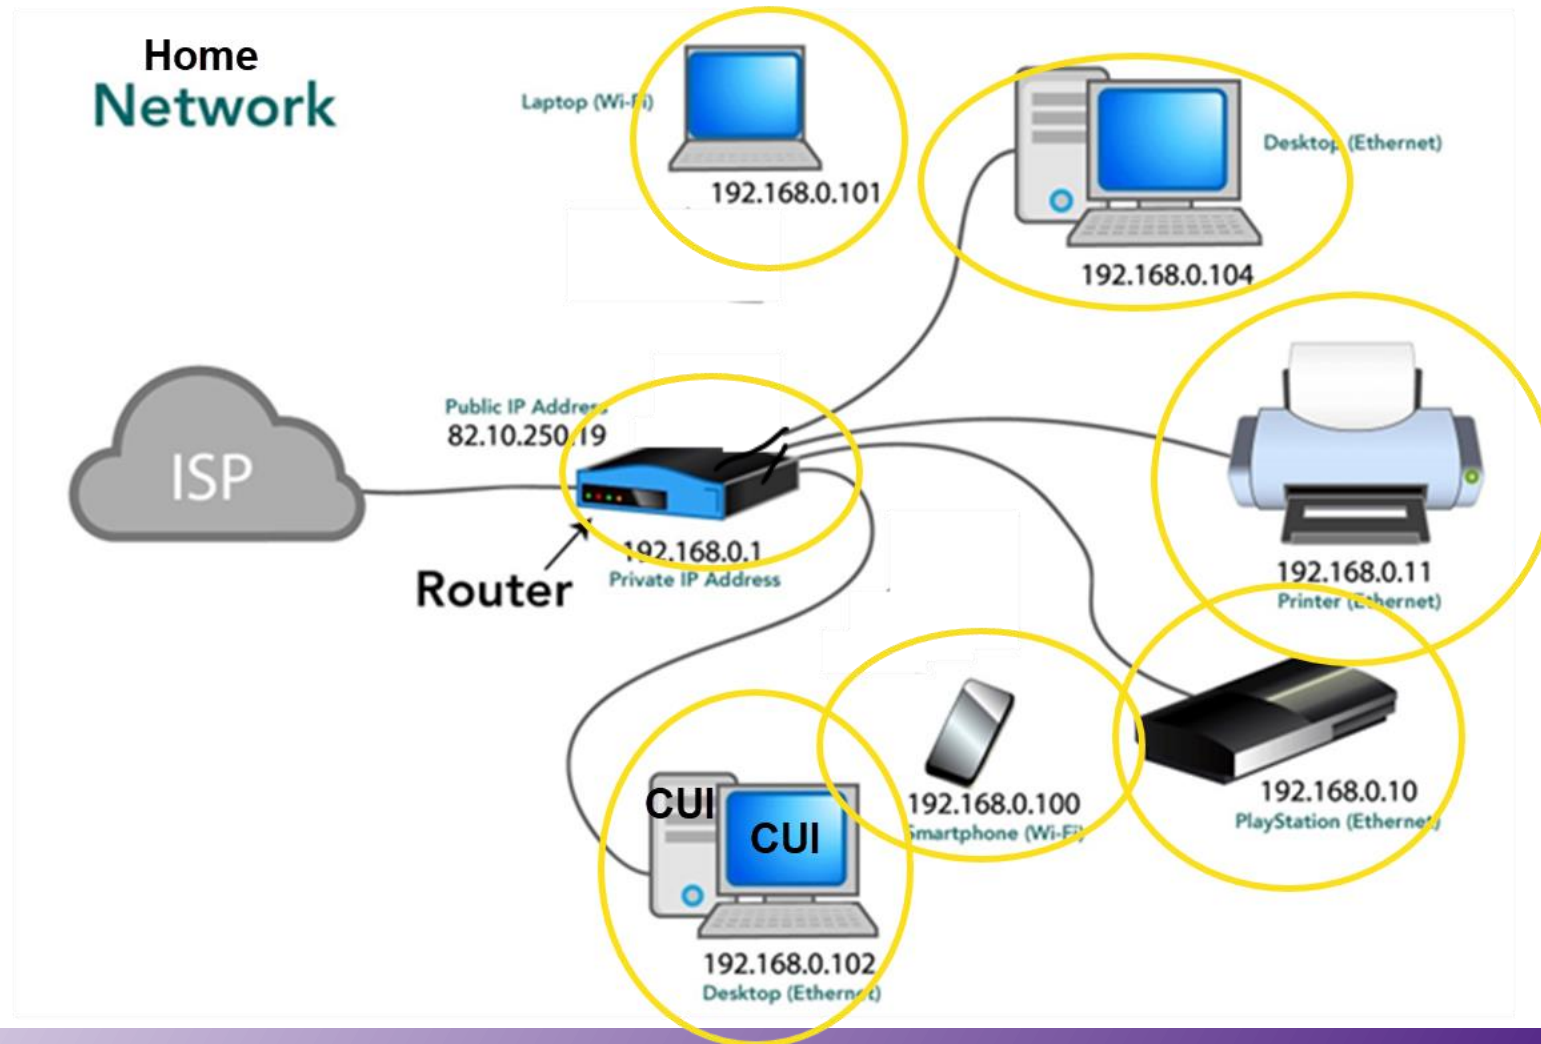 Home
Network
Laptop (Wi-Fi)
192.168.0.101
Desktop (Ethernet)
192.168.0.104
Public IP Address
82.10.250.19
ISP
Router
192.168.0.1
Private IP Address
192.168.0.11
Printer (Ethernet)
192.168.0.100
Smartphone (Wi-Fi)
192.168.0.10
PlayStation (Ethernet)
CUI
CUI
192.168.0.102
Desktop (Ethernet)